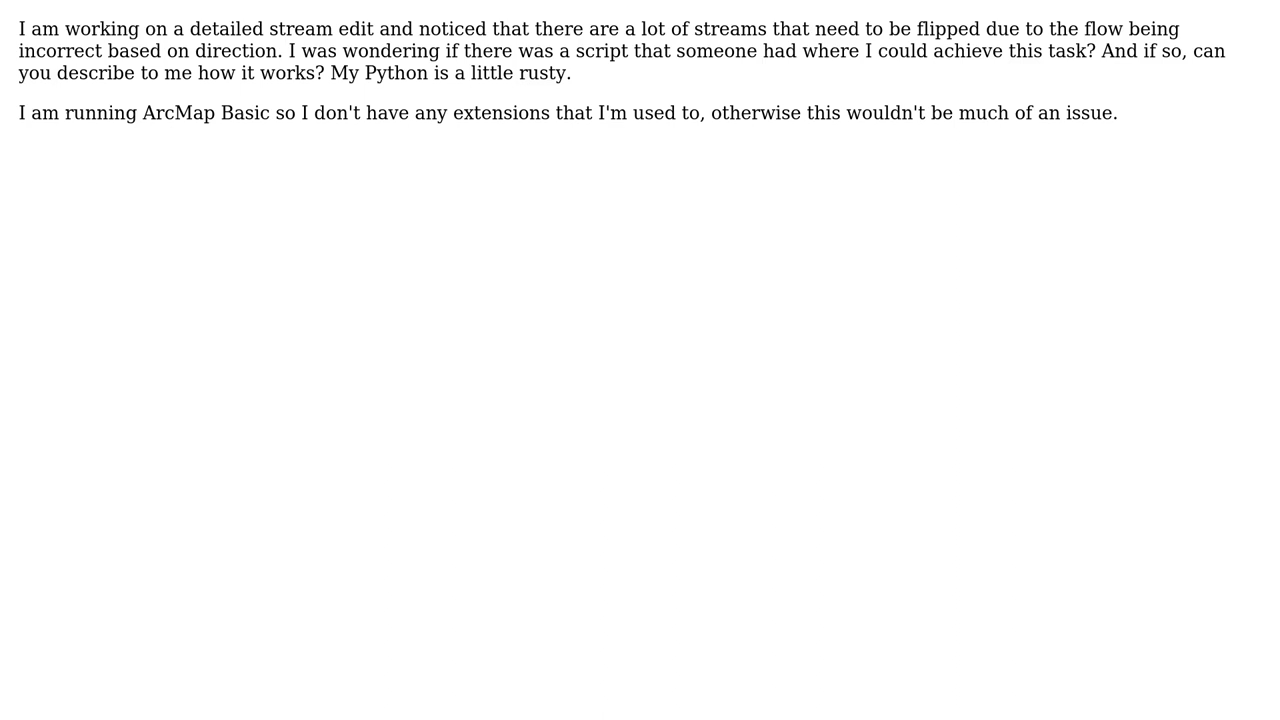 I am working on a detailed stream edit and noticed that there are a lot of streams that need to be flipped due to the flow being
incorrect based on direction. I was wondering if there was a script that someone had where I could achieve this task? And if so, can
you describe to me how it works? My Python is a little rusty.
I am running ArcMap Basic so I don't have any extensions that I'm used to, otherwise this wouldn't be much of an issue.